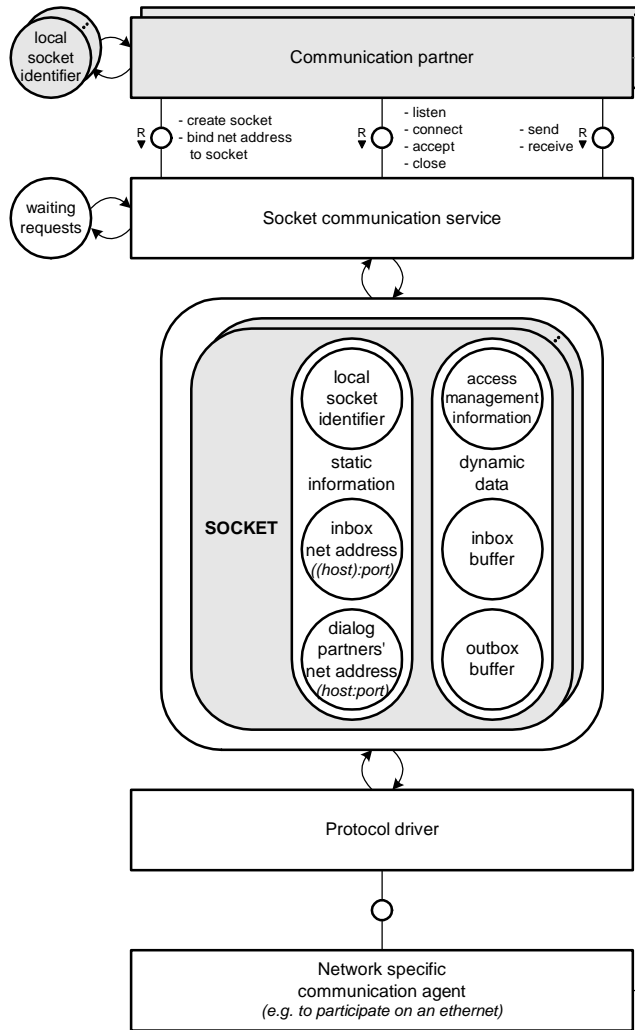 local
socket
identifier
Communication partner
R
- create socket
- bind net address
to socket
R
- listen
- connect
- accept
- close
- send
- receive
R
waiting
requests
Socket communication service
local
socket
identifier
access
management
information
static
information
dynamic
data
SOCKET
inbox
net address
((host):port)
inbox
buffer
dialog
partners'
net address
(host:port)
outbox
buffer
Protocol driver
Network specific
communication agent
(e.g. to participate on an ethernet)